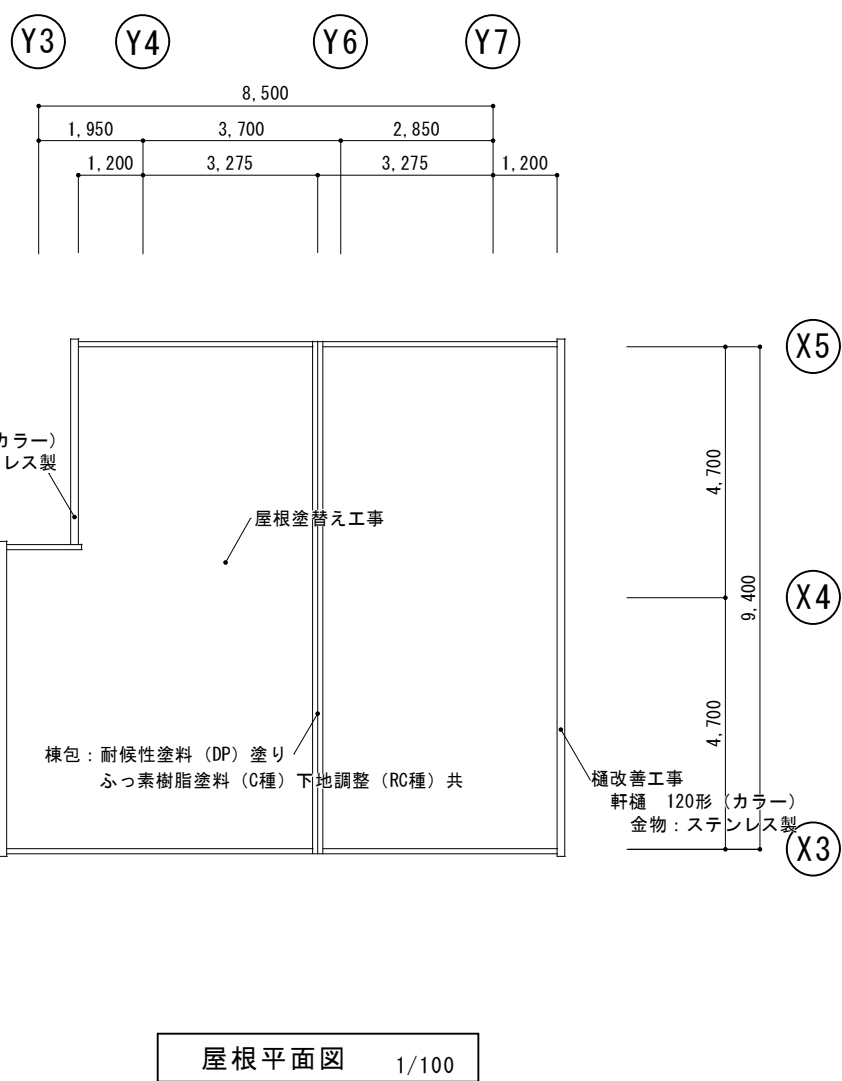 Y3 Y4 Y6 Y7
8,500
1,950 3,700 2,850
1,200 3,275 3,275 1,200
X5
カラー）
レス製
4,700
屋根塗替え工事
X4
9,400
4,700
棟包：耐候性塗料（DP）塗り
ふっ素樹脂塗料（C種）下地調整（RC種）共
樋改善工事
軒樋 120形（カラー）
金物：ステンレス製
X3
屋根平面図 1/100